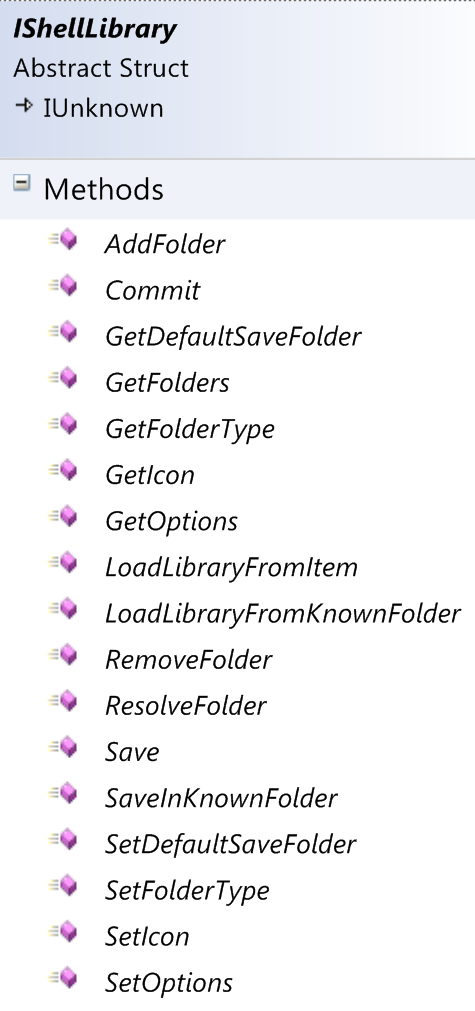 IShellLibrary
Abstract Struct
IUnknown
Methods
AddFolder
Commit
GetDefaultSaveFolder
GetFolders
GetFolderType
GetIcon
GetOptions
LoadLibraryFromItem
LoadLibraryFromKnownFolder
RemoveFolder
ResolveFolder
Save
SaveInKnownFolder
SetDefaultSaveFolder
SetFolderType
SetIcon
SetOptions